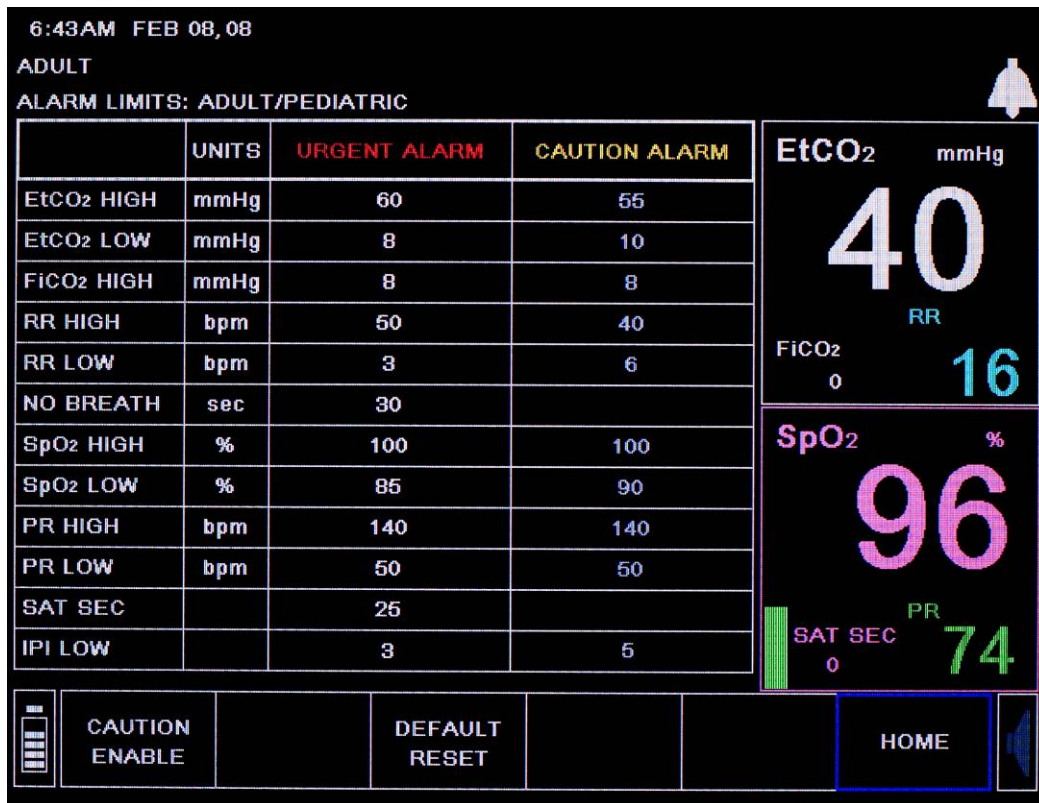 6:43AM FEB 08,08
ADULT
ALARM LIMITS: ADULT/PEDIATRIC
UNITS URGENT ALARM CAUTION ALARM
EtCO2 HIGH mmHg 60 55
EtCO2 LOW mmHg 8 10
FiCO2 HIGH mmHg 8 8
RR HIGH bpm 50 40
RR LOW bpm 3 6
NO BREATH sec 30
SpO2 HIGH % 100 100
SpO2 LOW % 85 90
PR HIGH bpm 140 140
PR LOW bpm 50 50
SAT SEC 25
IPI LOW 3 5
EtCO2 mmHg
40
RR
FiCO2
0
16
SpO2 %
96
PR
SAT SEC
0
74
CAUTION ENABLE
DEFAULT RESET
HOME